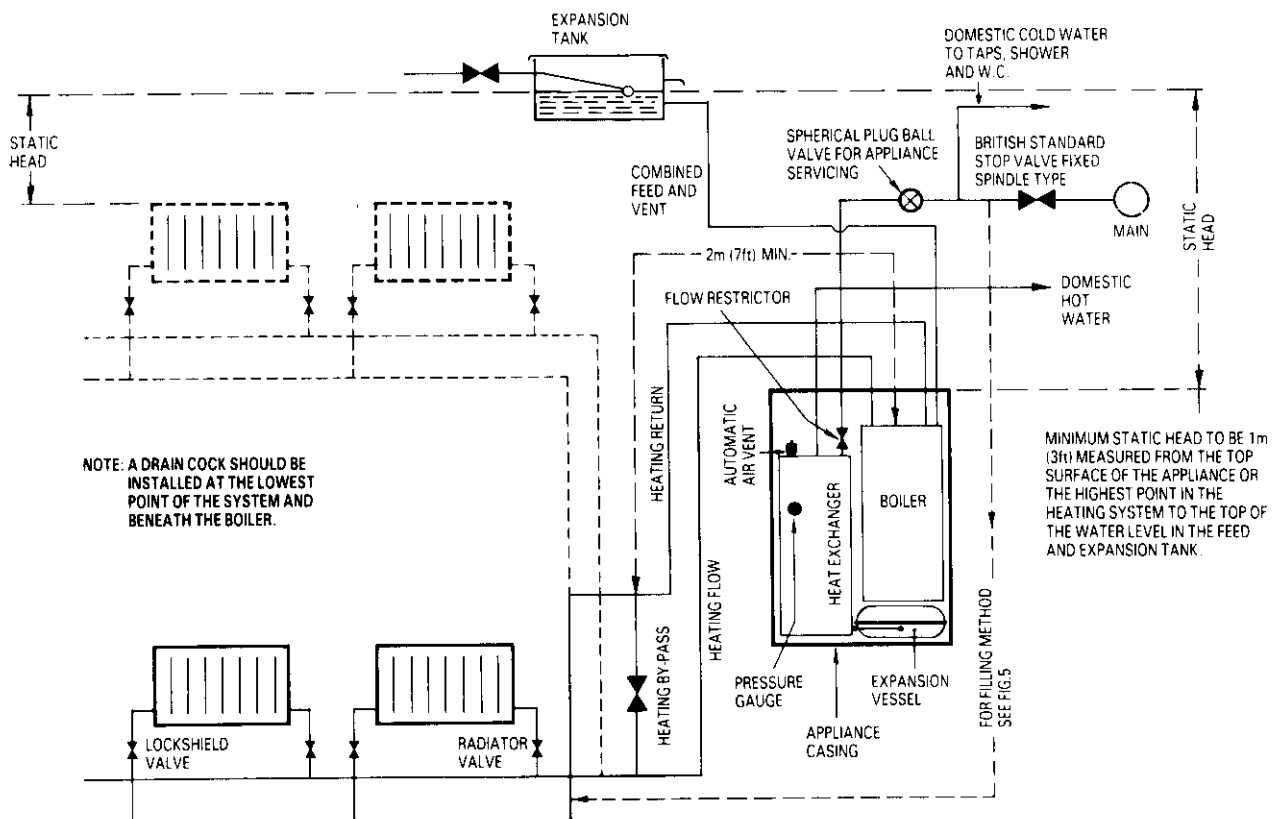 EXPANSION
TANK
DOMESTIC COLD WATER
TO TAPS, SHOWER
AND W.C.
STATIC
HEAD
SPHERICAL PLUG BALL
VALVE FOR APPLIANCE
SERVICING
BRITISH STANDARD
STOP VALVE FIXED
SPINDLE TYPE
COMBINED
FEED AND
VENT
MAIN
STATIC
HEAD
2m (7ft) MIN.
FLOW RESTRICTOR
DOMESTIC
HOT
WATER
HEATING RETURN
AUTOMATIC
AIR VENT
NOTE: A DRAIN COCK SHOULD BE
INSTALLED AT THE LOWEST
POINT OF THE SYSTEM AND
BENEATH THE BOILER.
BOILER
HEAT EXCHANGER
MINIMUM STATIC HEAD TO BE 1m
(3ft) MEASURED FROM THE TOP
SURFACE OF THE APPLIANCE OR
THE HIGHEST POINT IN THE
HEATING SYSTEM TO THE TOP OF
THE WATER LEVEL IN THE FEED
AND EXPANSION TANK.
HEATING FLOW
HEATING BY-PASS
PRESSURE
GAUGE
EXPANSION
VESSEL
FOR FILLING METHOD
SEE FIG.5
APPLIANCE
CASING
LOCKSHIELD
VALVE
RADIATOR
VALVE